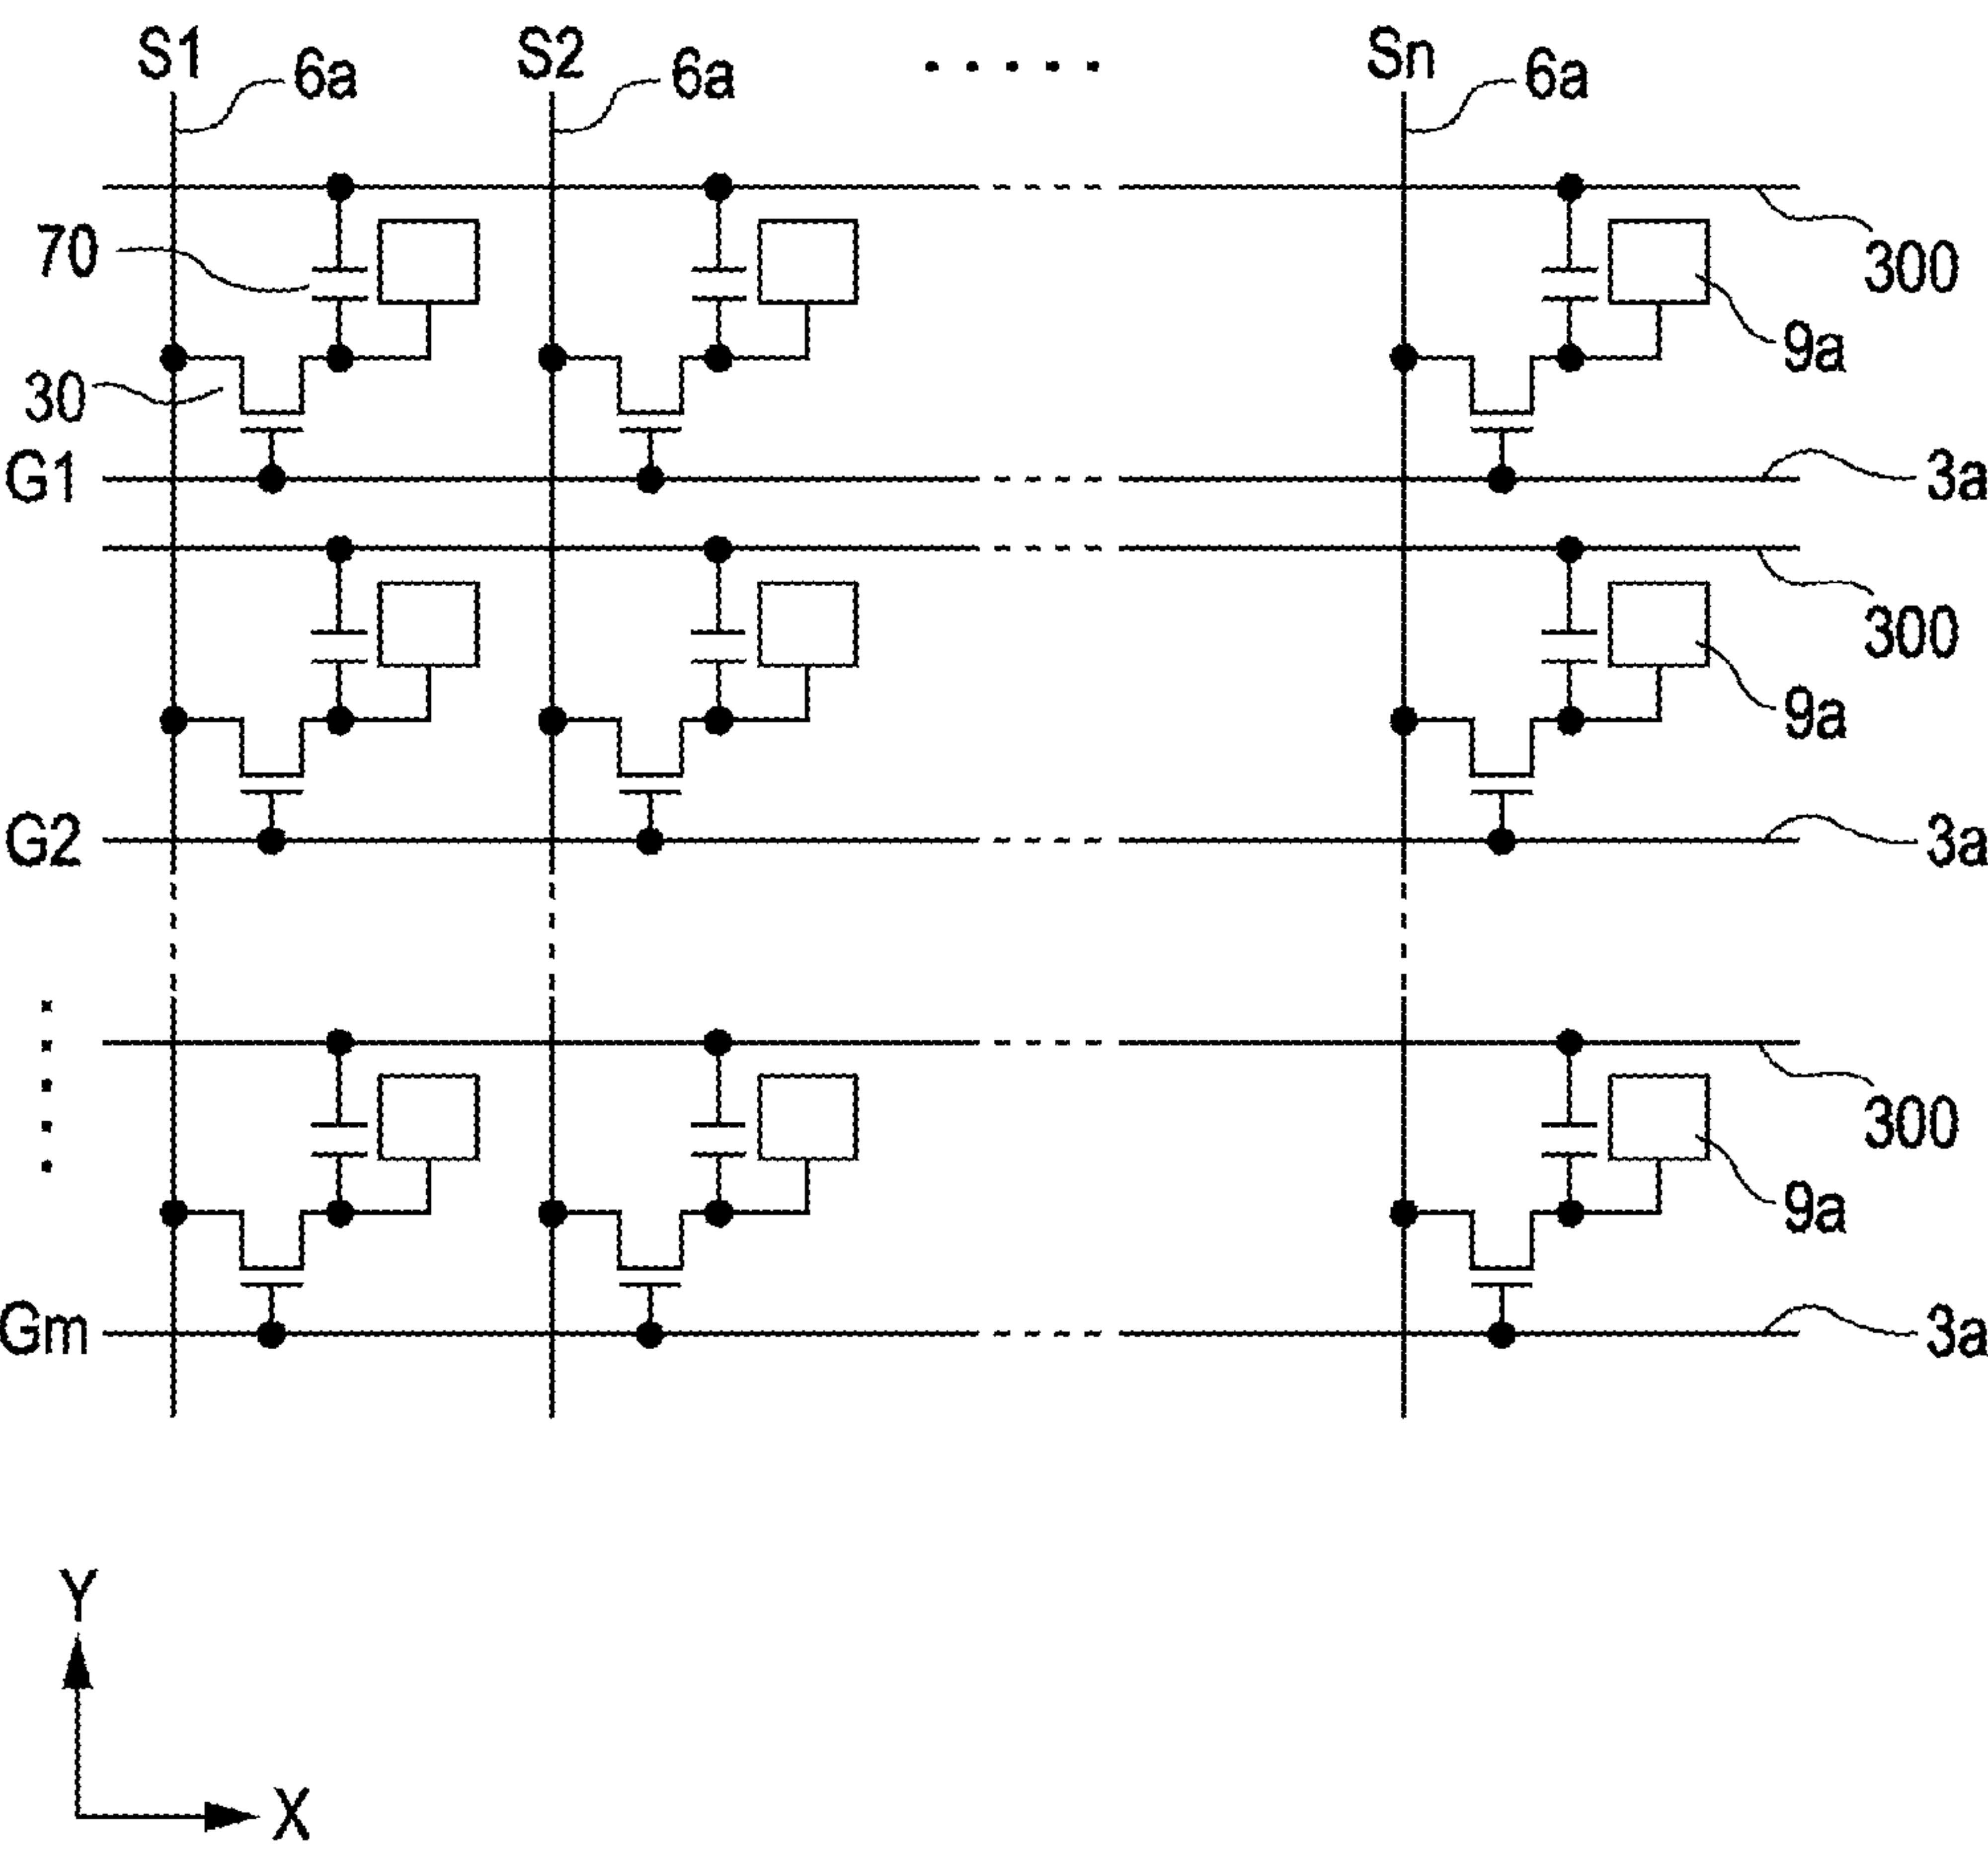 S1 6a S2 6a ..... Sn 6a
70
300
9a
30
G1 3a
300
9a
G2 3a
300
9a
Gm 3a
Y
X